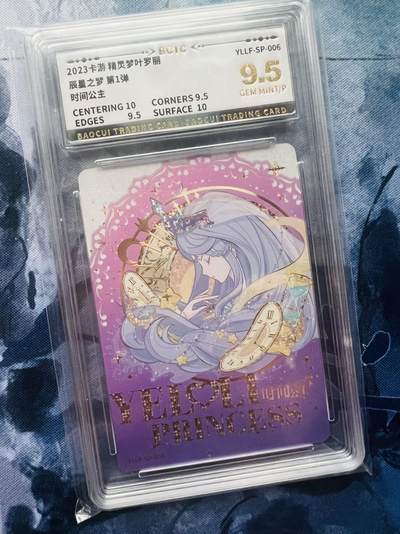 BCTC
2023卡游 精灵梦叶罗丽
辰星之梦 第1弹
时间公主
CENTERING 10 CORNERS 9.5
EDGES 9.5 SURFACE 10
YLLF-SP-006
9.5
GEM MINT/P
BAOCUI TRADING CARD BAOCUI TRADING CARD
YELOLI
PRINCESS